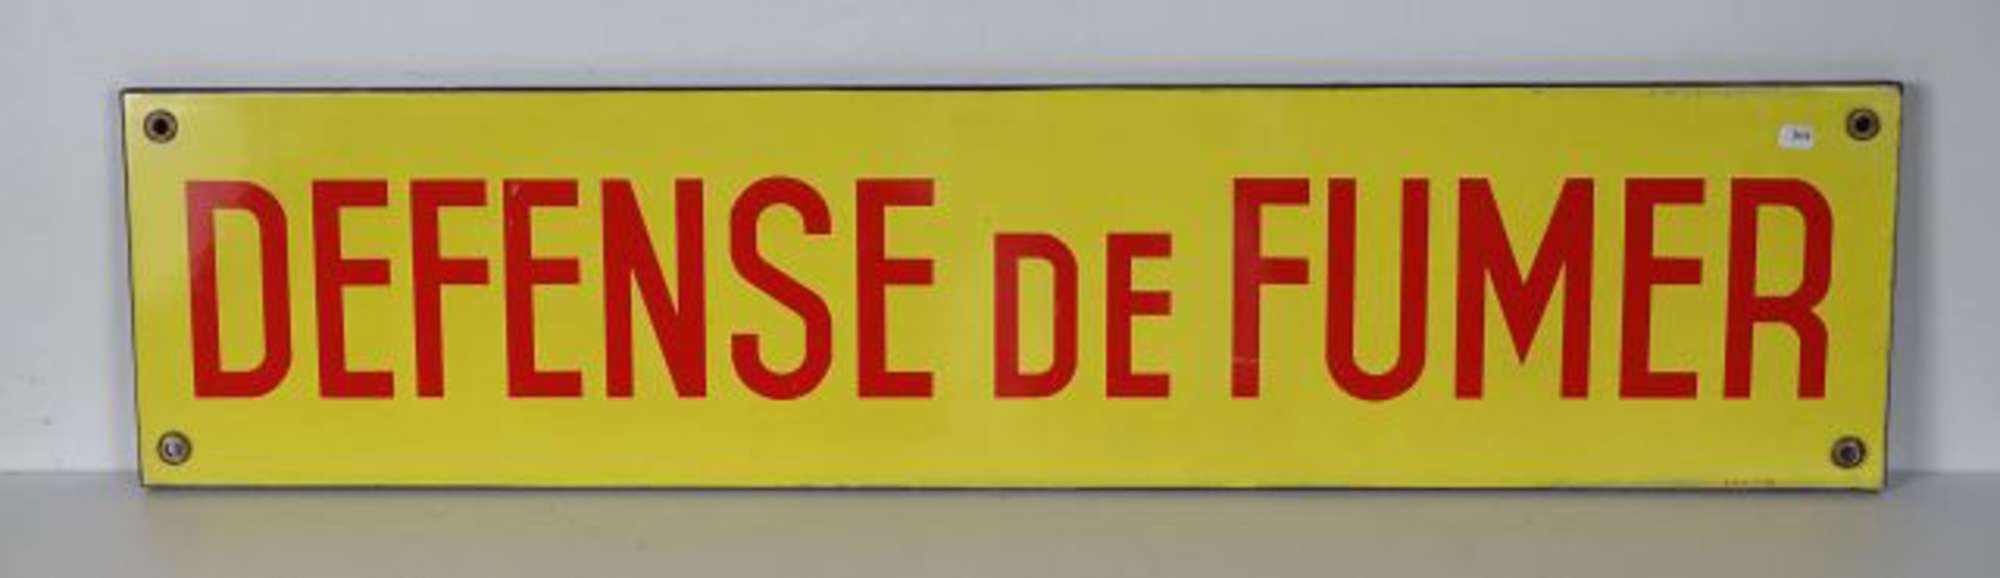 DEFENSE DE FUMER